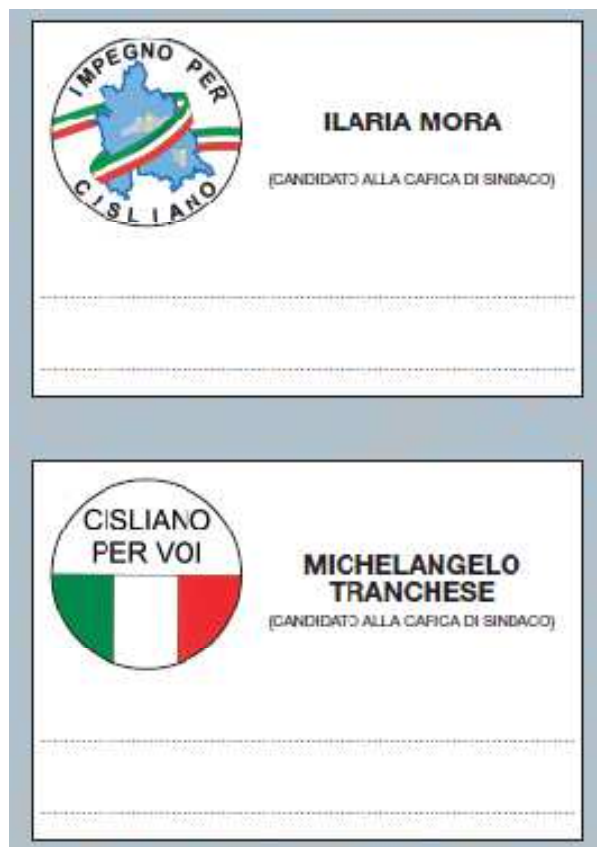 IMPEGNO PER
CISLIANO
ILARIA MORA
(CANDIDATO ALLA CARICA DI SINDACO)
CISLIANO
PER VOI
MICHELANGELO
TRANCHESE
(CANDIDATO ALLA CARICA DI SINDACO)